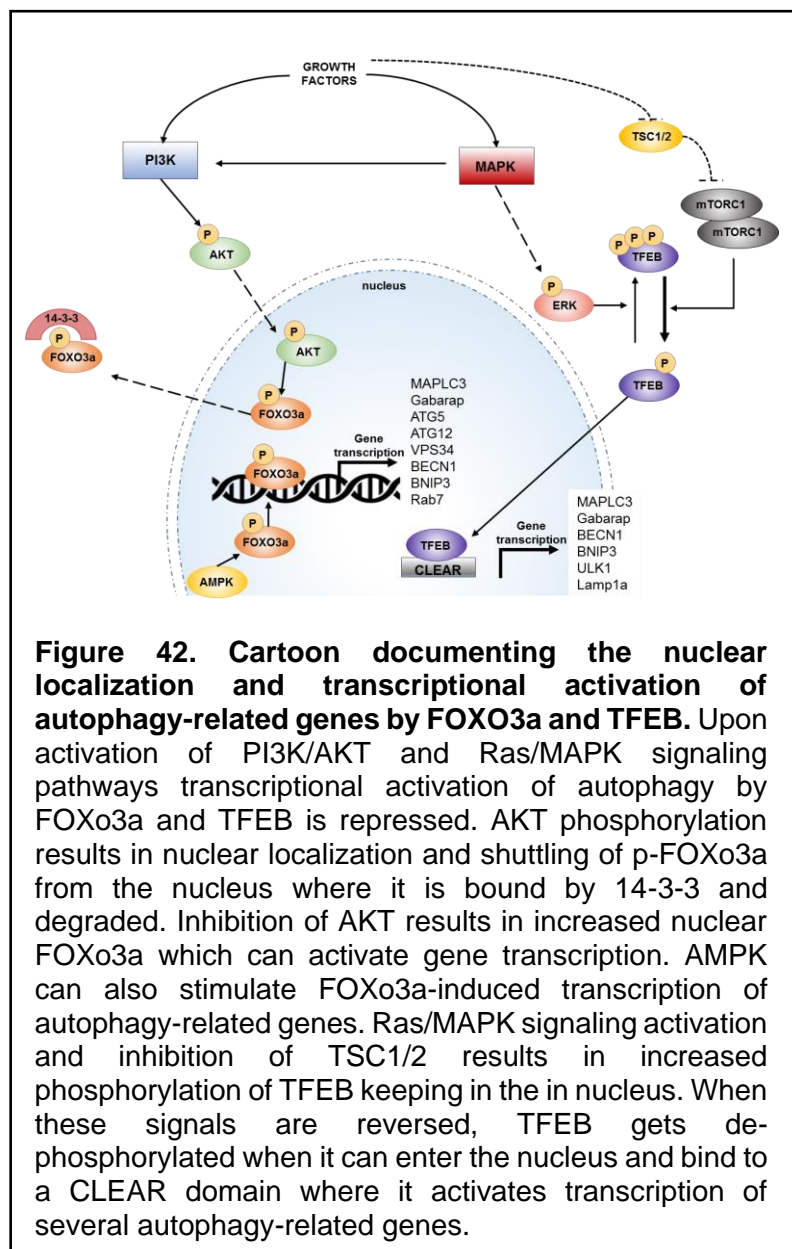 GROWTH
FACTORS
PI3K
MAPK
TSC1/2
mTORC1
mTORC1
P
AKT
P P P
TFEB
nucleus
P
ERK
14-3-3
P
FOXO3a
P
AKT
P
TFEB
P
FOXO3a
MAPLC3
Gabarap
ATG5
ATG12
VPS34
BECN1
BNIP3
Rab7
Gene
transcription
P
FOXO3a
P
FOXO3a
AMPK
TFEB
CLEAR
Gene
transcription
MAPLC3
Gabarap
BECN1
BNIP3
ULK1
Lamp1a
Figure 42. Cartoon documenting the nuclear
localization and transcriptional activation of
autophagy-related genes by FOXO3a and TFEB. Upon
activation of PI3K/AKT and Ras/MAPK signaling
pathways transcriptional activation of autophagy by
FOXo3a and TFEB is repressed. AKT phosphorylation
results in nuclear localization and shuttling of p-FOXo3a
from the nucleus where it is bound by 14-3-3 and
degraded. Inhibition of AKT results in increased nuclear
FOXo3a which can activate gene transcription. AMPK
can also stimulate FOXo3a-induced transcription of
autophagy-related genes. Ras/MAPK signaling activation
and inhibition of TSC1/2 results in increased
phosphorylation of TFEB keeping in the in nucleus. When
these signals are reversed, TFEB gets de-
phosphorylated when it can enter the nucleus and bind to
a CLEAR domain where it activates transcription of
several autophagy-related genes.